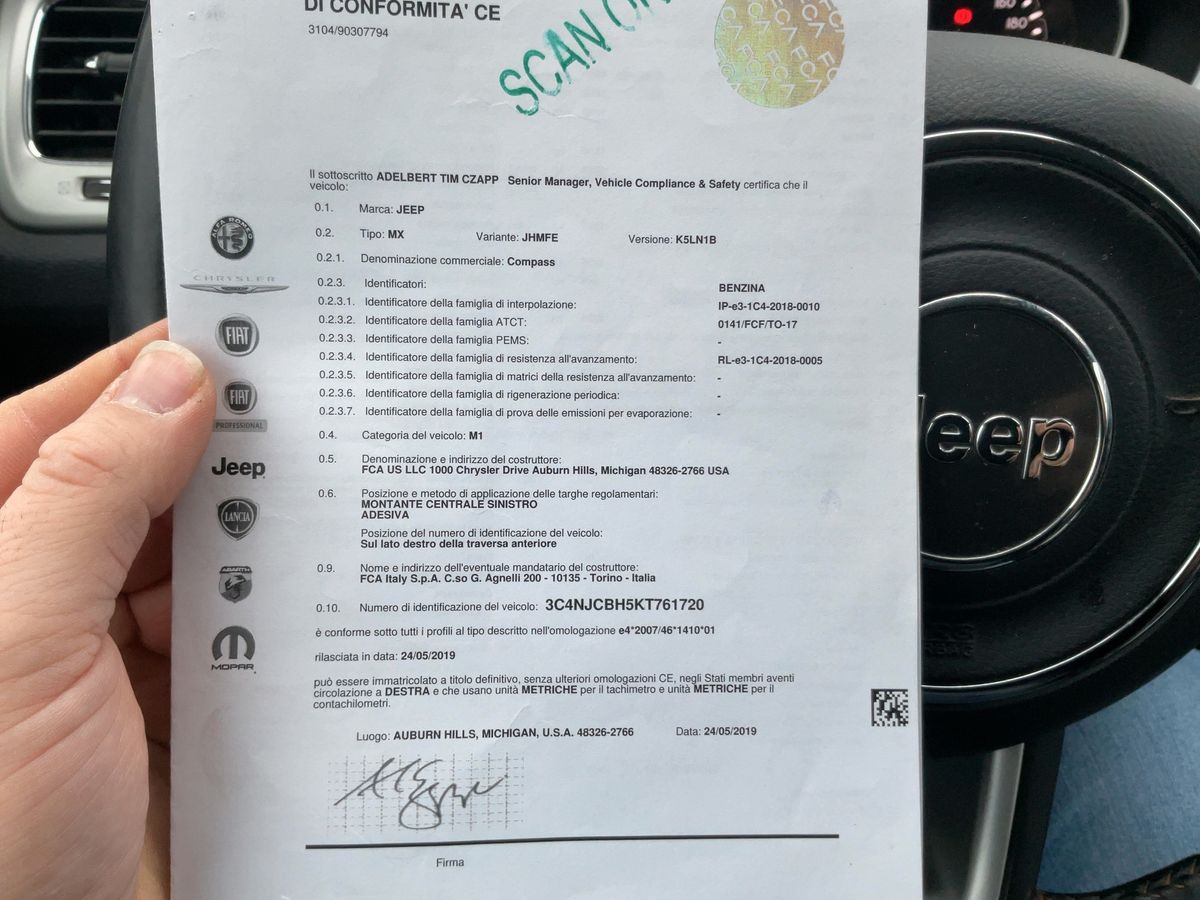 DI CONFORMITA' CE
3104/90307794
SCAN
FCA FCA FCA
Il sottoscritto ADELBERT TIM CZAPP Senior Manager, Vehicle Compliance & Safety certifica che il
veicolo:
0.1. Marca: JEEP
0.2. Tipo: MX Variante: JHMFE Versione: K5LN1B
0.2.1. Denominazione commerciale: Compass
0.2.3. Identificatori: BENZINA
0.2.3.1. Identificatore della famiglia di interpolazione: IP-e3-1C4-2018-0010
0.2.3.2. Identificatore della famiglia ATCT: 0141/FCF/TO-17
0.2.3.3. Identificatore della famiglia PEMS: -
0.2.3.4. Identificatore della famiglia di resistenza all'avanzamento: RL-e3-1C4-2018-0005
0.2.3.5. Identificatore della famiglia di matrici della resistenza all'avanzamento: -
0.2.3.6. Identificatore della famiglia di rigenerazione periodica: -
0.2.3.7. Identificatore della famiglia di prova delle emissioni per evaporazione: -
0.4. Categoria del veicolo: M1
0.5. Denominazione e indirizzo del costruttore:
FCA US LLC 1000 Chrysler Drive Auburn Hills, Michigan 48326-2766 USA
0.6. Posizione e metodo di applicazione delle targhe regolamentari:
MONTANTE CENTRALE SINISTRO
ADESIVA
Posizione del numero di identificazione del veicolo:
Sul lato destro della traversa anteriore
0.9. Nome e indirizzo dell'eventuale mandatario del costruttore:
FCA Italy S.p.A. C.so G. Agnelli 200 - 10135 - Torino - Italia
0.10. Numero di identificazione del veicolo: 3C4NJCBH5KT761720
è conforme sotto tutti i profili al tipo descritto nell'omologazione e4*2007/46*1410*01
rilasciata in data: 24/05/2019
può essere immatricolato a titolo definitivo, senza ulteriori omologazioni CE, negli Stati membri aventi
circolazione a DESTRA e che usano unità METRICHE per il tachimetro e unità METRICHE per il
contachilometri.
Luogo: AUBURN HILLS, MICHIGAN, U.S.A. 48326-2766 Data: 24/05/2019
Firma
ALFA ROMEO
CHRYSLER
FIAT
FIAT
PROFESSIONAL
Jeep
LANCIA
ABARTH
MOPAR
Jeep
160
180